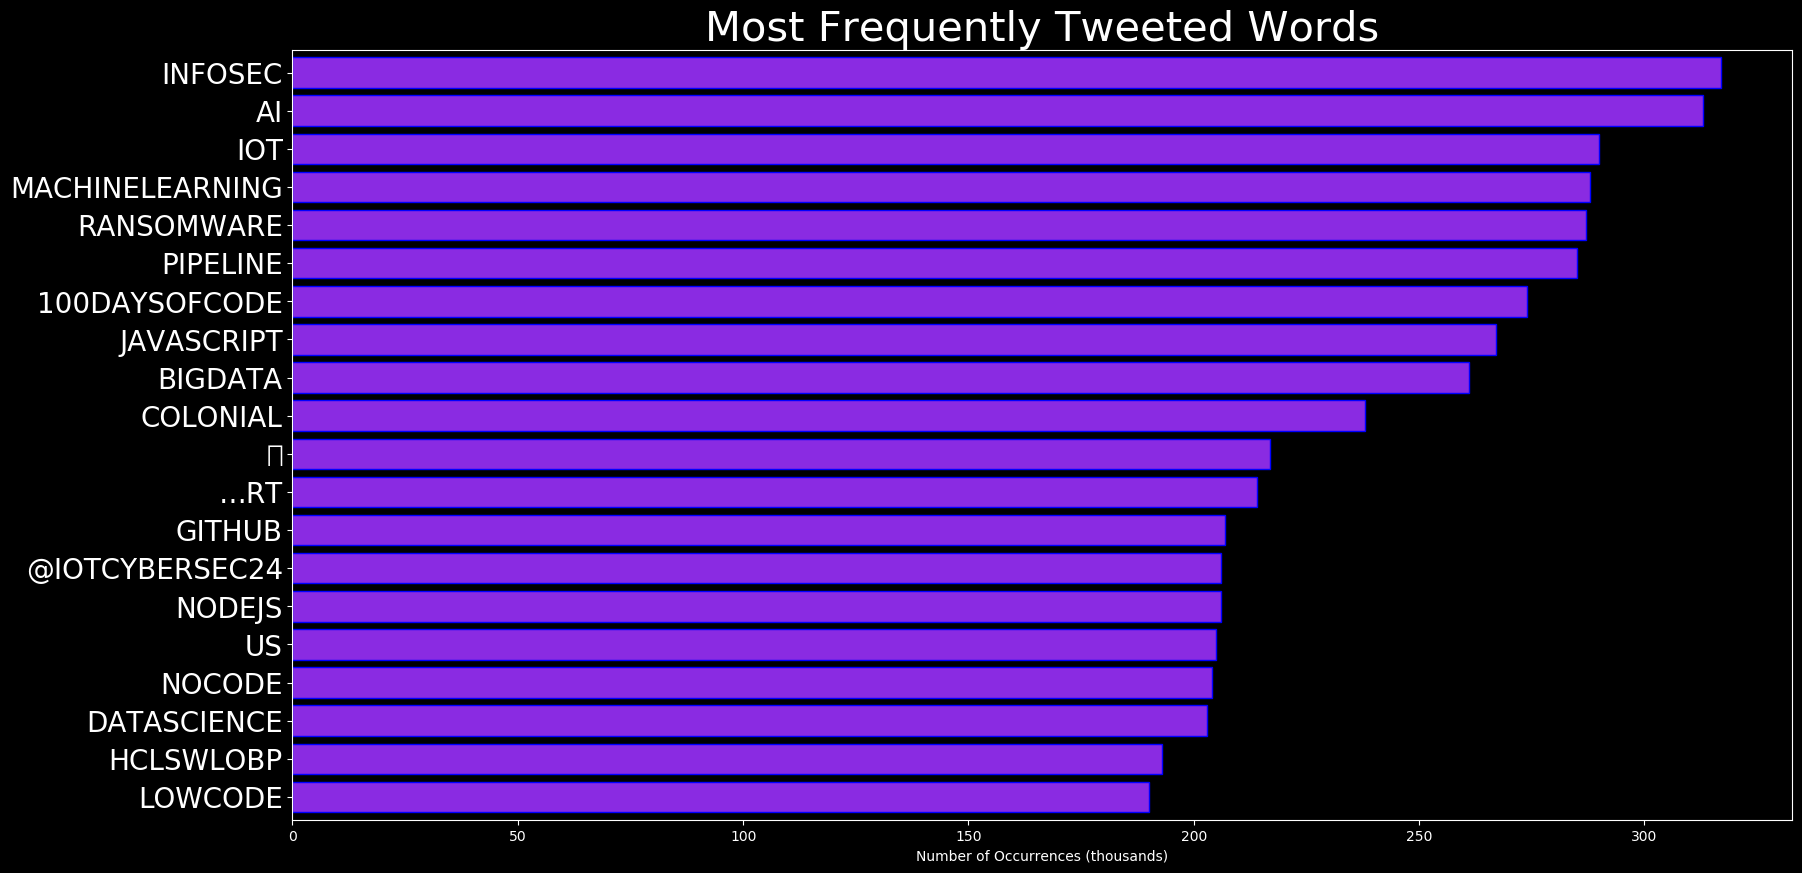 Most Frequently Tweeted Words
INFOSEC
AI
IOT
MACHINELEARNING
RANSOMWARE
PIPELINE
100DAYSOFCODE
JAVASCRIPT
BIGDATA
COLONIAL
…RT
GITHUB
@IOTCYBERSEC24
NODEJS
US
NOCODE
DATASCIENCE
HCLSWLOBP
LOWCODE
0 50 100 150 200 250 300
Number of Occurrences (thousands)